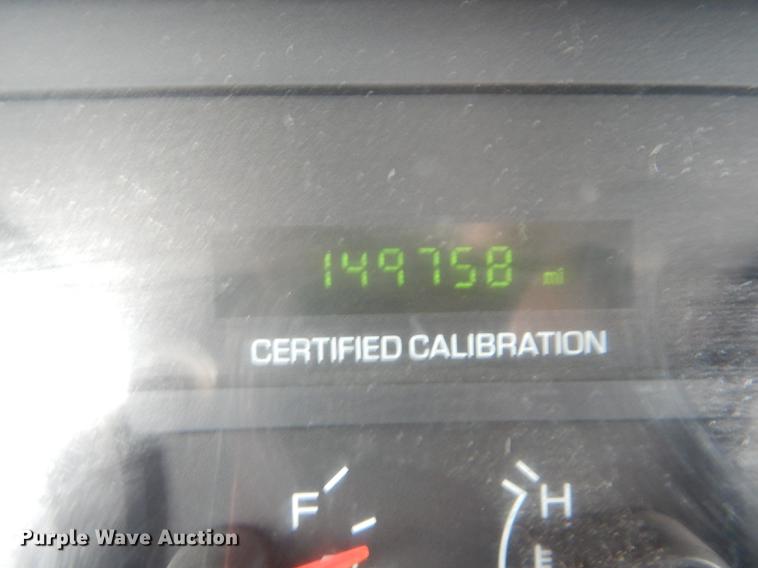 149758 mi
CERTIFIED CALIBRATION
F H
E
Purple Wave Auction